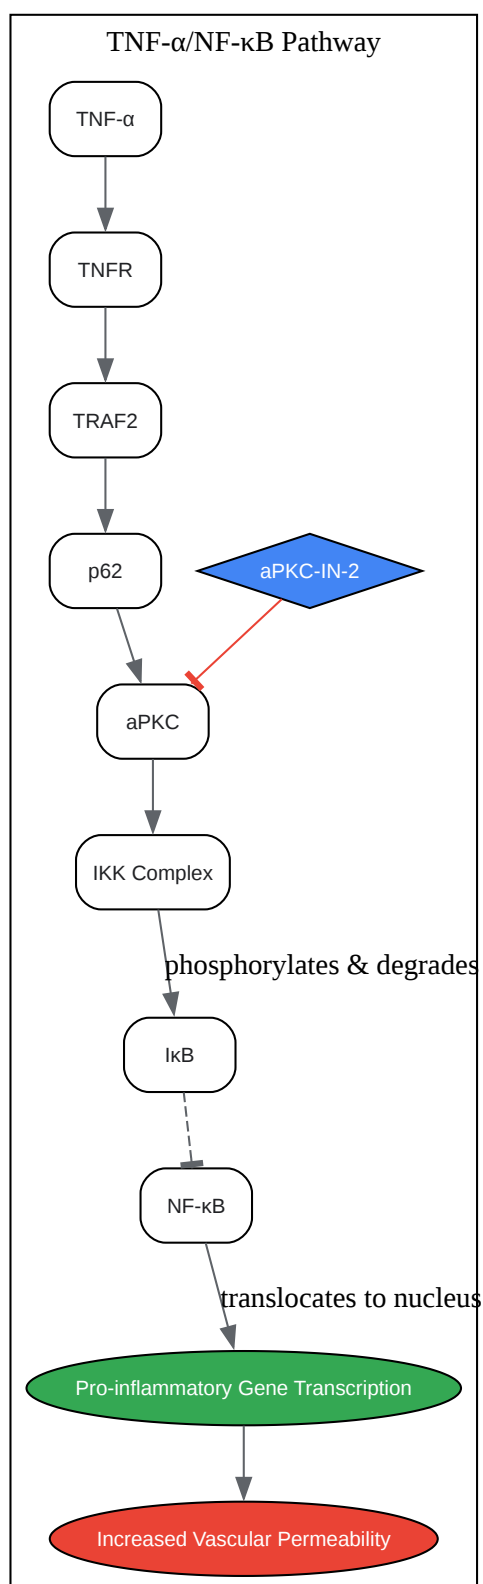 TNF-α/NF-κB Pathway
TNF-α
TNFR
TRAF2
p62
aPKC-IN-2
aPKC
IKK Complex
phosphorylates & degrades
IκB
NF-κB
translocates to nucleus
Pro-inflammatory Gene Transcription
Increased Vascular Permeability